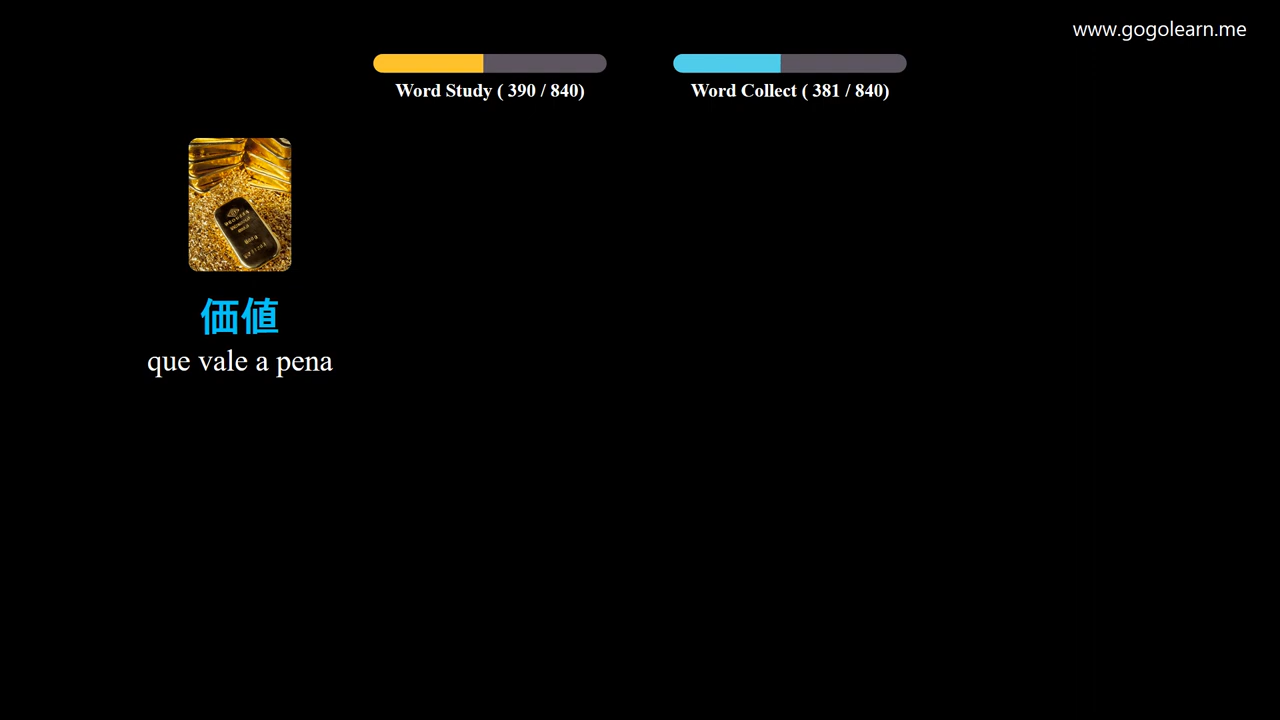 www.gogolearn.me
Word Study ( 390 / 840)
Word Collect ( 381 / 840)
価値
que vale a pena